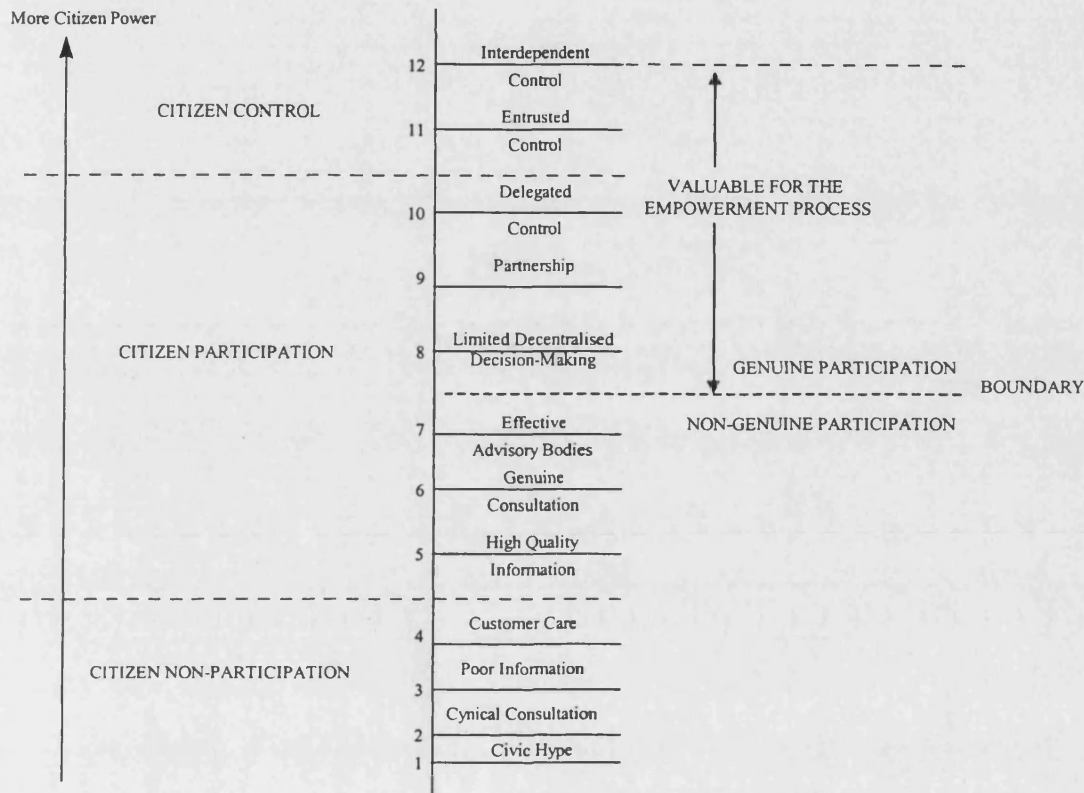 More Citizen Power
Interdependent
12
Control
CITIZEN CONTROL
Entrusted
11
Control
Delegated
VALUABLE FOR THE
EMPOWERMENT PROCESS
10
Control
Partnership
9
Limited Decentralised
CITIZEN PARTICIPATION
8
Decision-Making
GENUINE PARTICIPATION
BOUNDARY
Effective
NON-GENUINE PARTICIPATION
7
Advisory Bodies
Genuine
6
Consultation
High Quality
5
Information
Customer Care
4
CITIZEN NON-PARTICIPATION
Poor Information
3
Cynical Consultation
2
Civic Hype
1